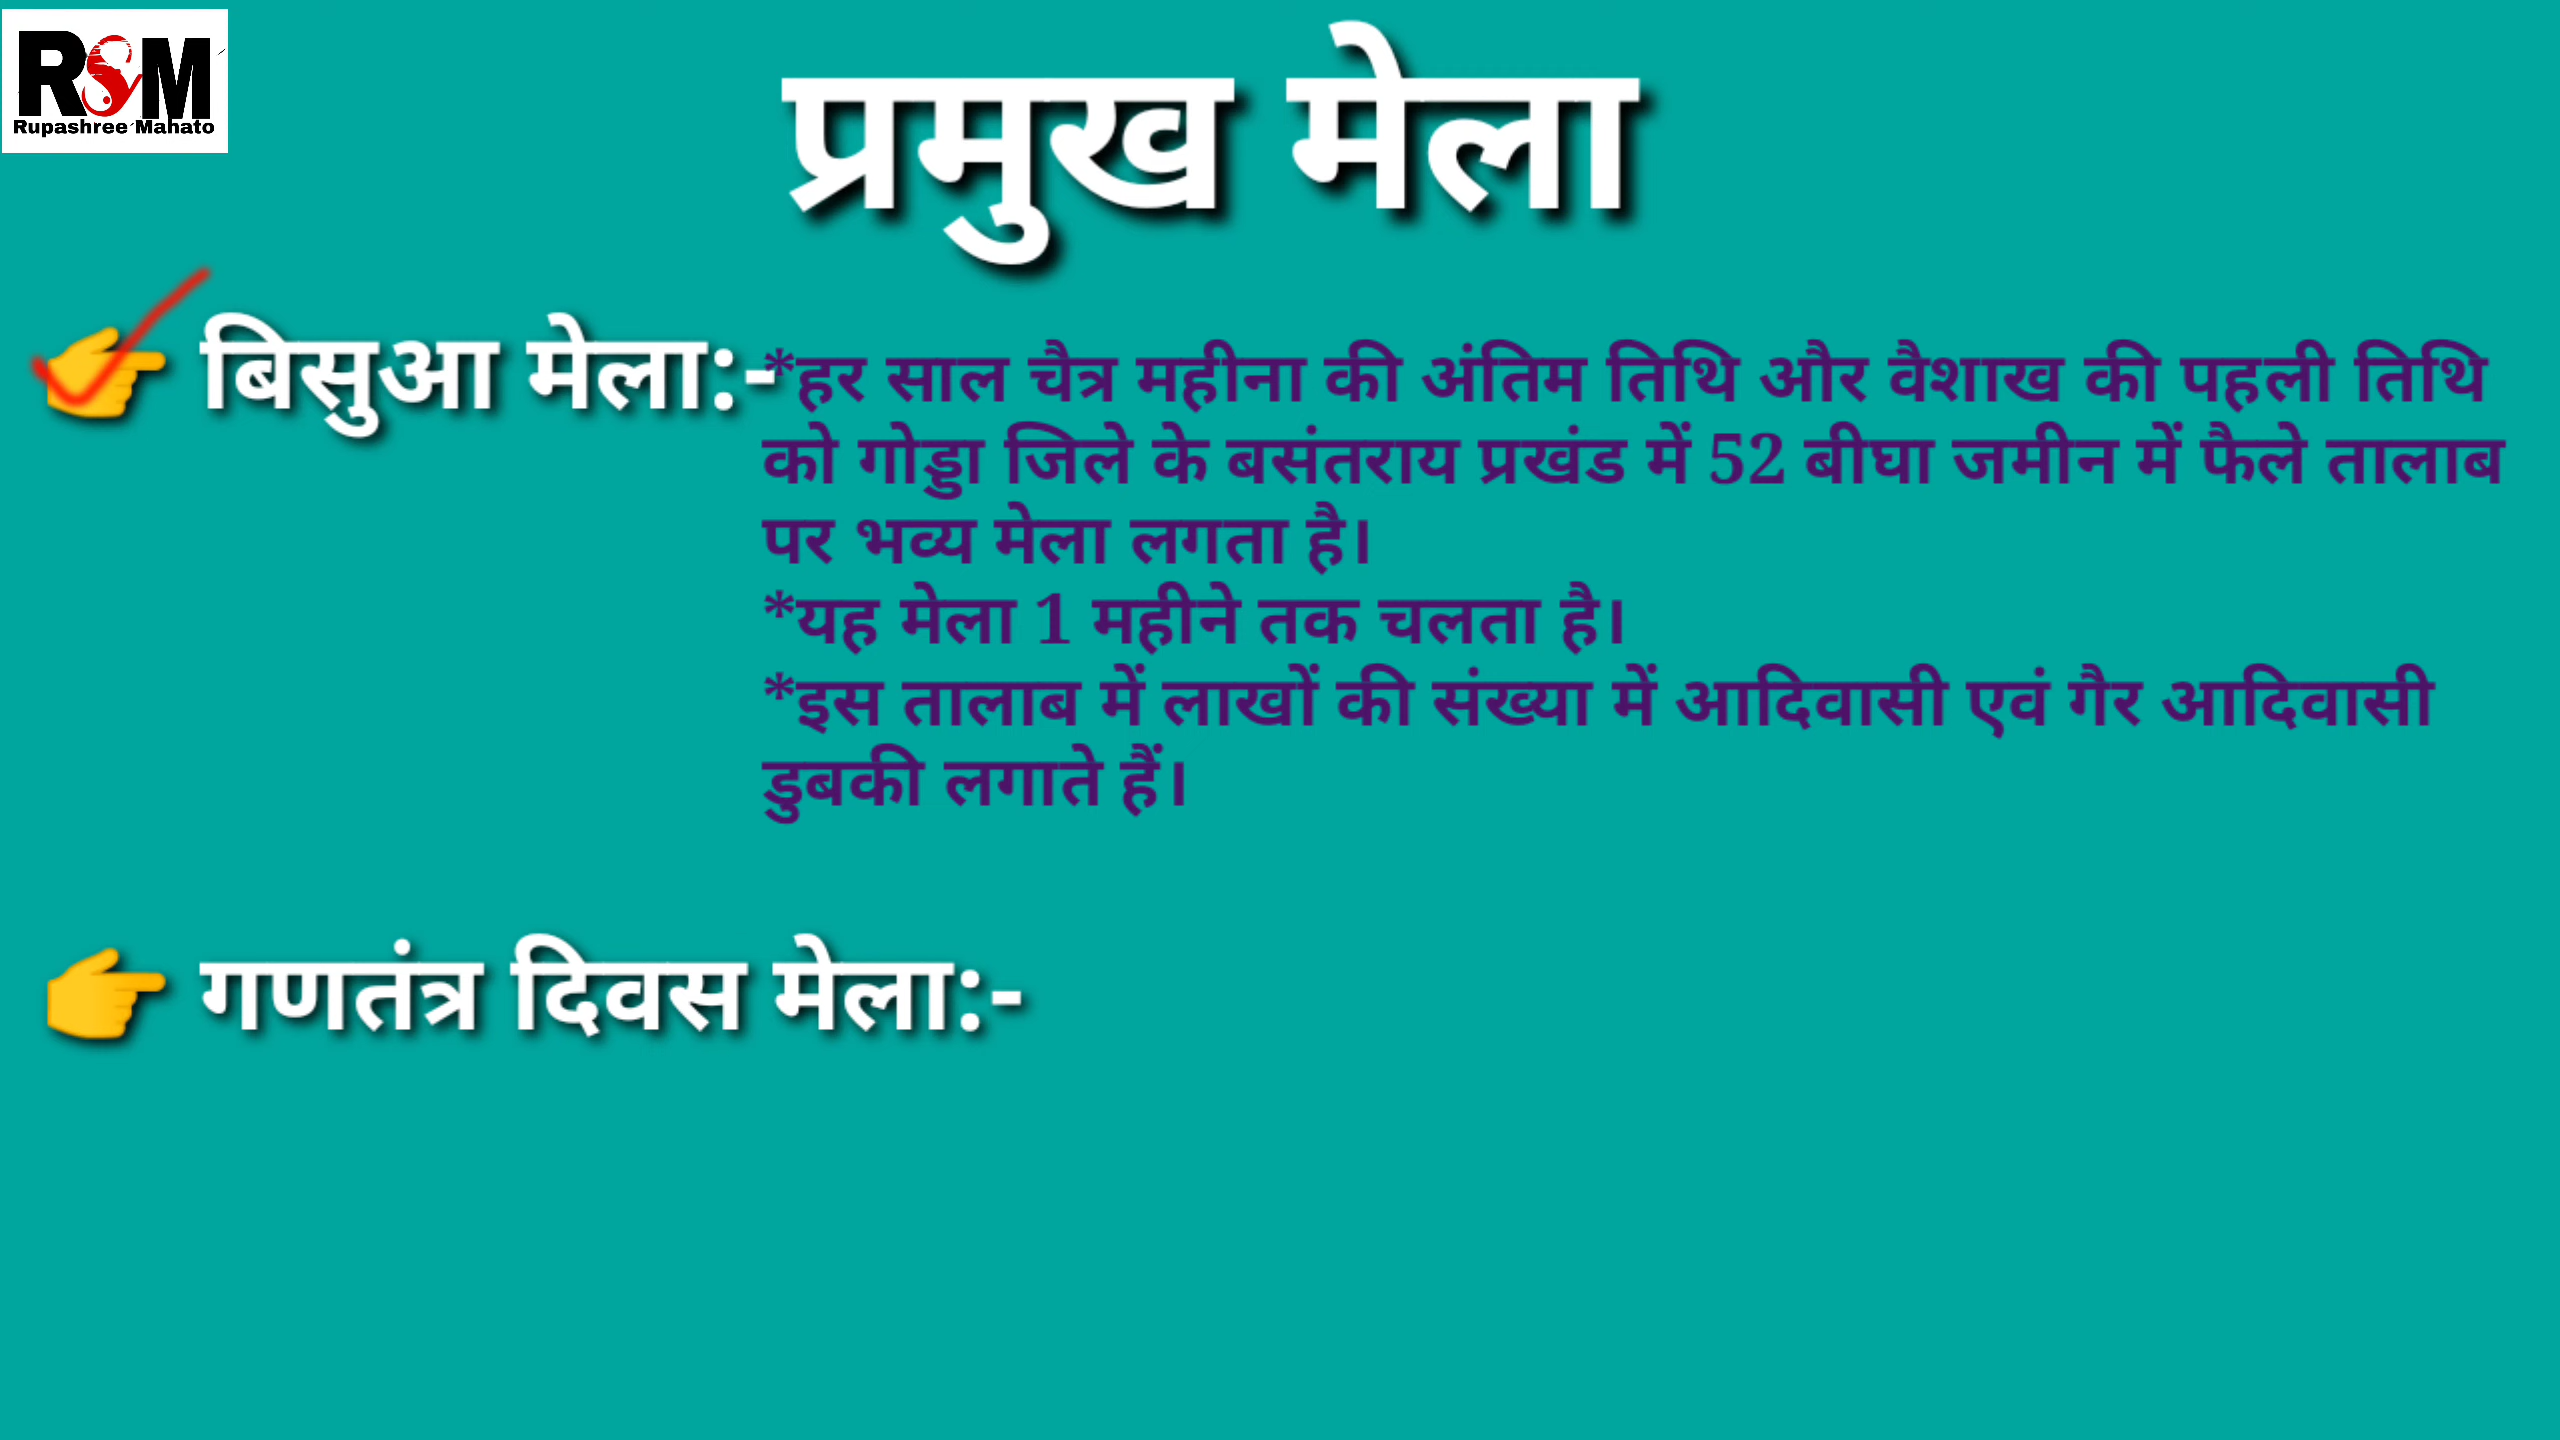 RSM
Rupashree Mahato
प्रमुख मेला
👉 बिसुआ मेला:-*हर साल चैत्र महीना की अंतिम तिथि और वैशाख की पहली तिथि
को गोड्डा जिले के बसंतराय प्रखंड में 52 बीघा जमीन में फैले तालाब
पर भव्य मेला लगता है।
*यह मेला 1 महीने तक चलता है।
*इस तालाब में लाखों की संख्या में आदिवासी एवं गैर आदिवासी
डुबकी लगाते हैं।
👉 गणतंत्र दिवस मेला:-